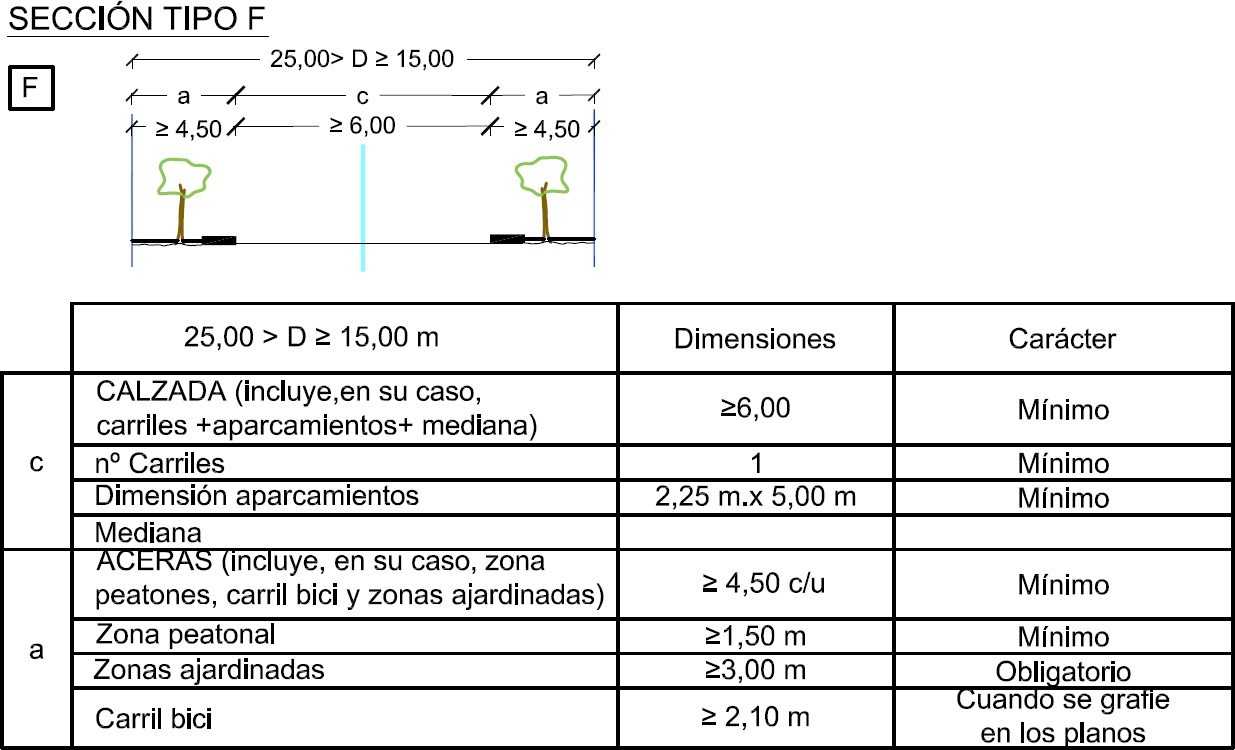 SECCIÓN TIPO F
25,00> D ≥ 15,00
F
a c a
≥ 4,50 ≥ 6,00 ≥ 4,50
25,00 > D ≥ 15,00 m Dimensiones Carácter
c
CALZADA (incluye,en su caso,
carriles +aparcamientos+ mediana) ≥6,00 Mínimo
nº Carriles 1 Mínimo
Dimensión aparcamientos 2,25 m.x 5,00 m Mínimo
Mediana
a
ACERAS (incluye, en su caso, zona
peatones, carril bici y zonas ajardinadas) ≥ 4,50 c/u Mínimo
Zona peatonal ≥1,50 m Mínimo
Zonas ajardinadas ≥3,00 m Obligatorio
Carril bici ≥ 2,10 m Cuando se grafie
en los planos